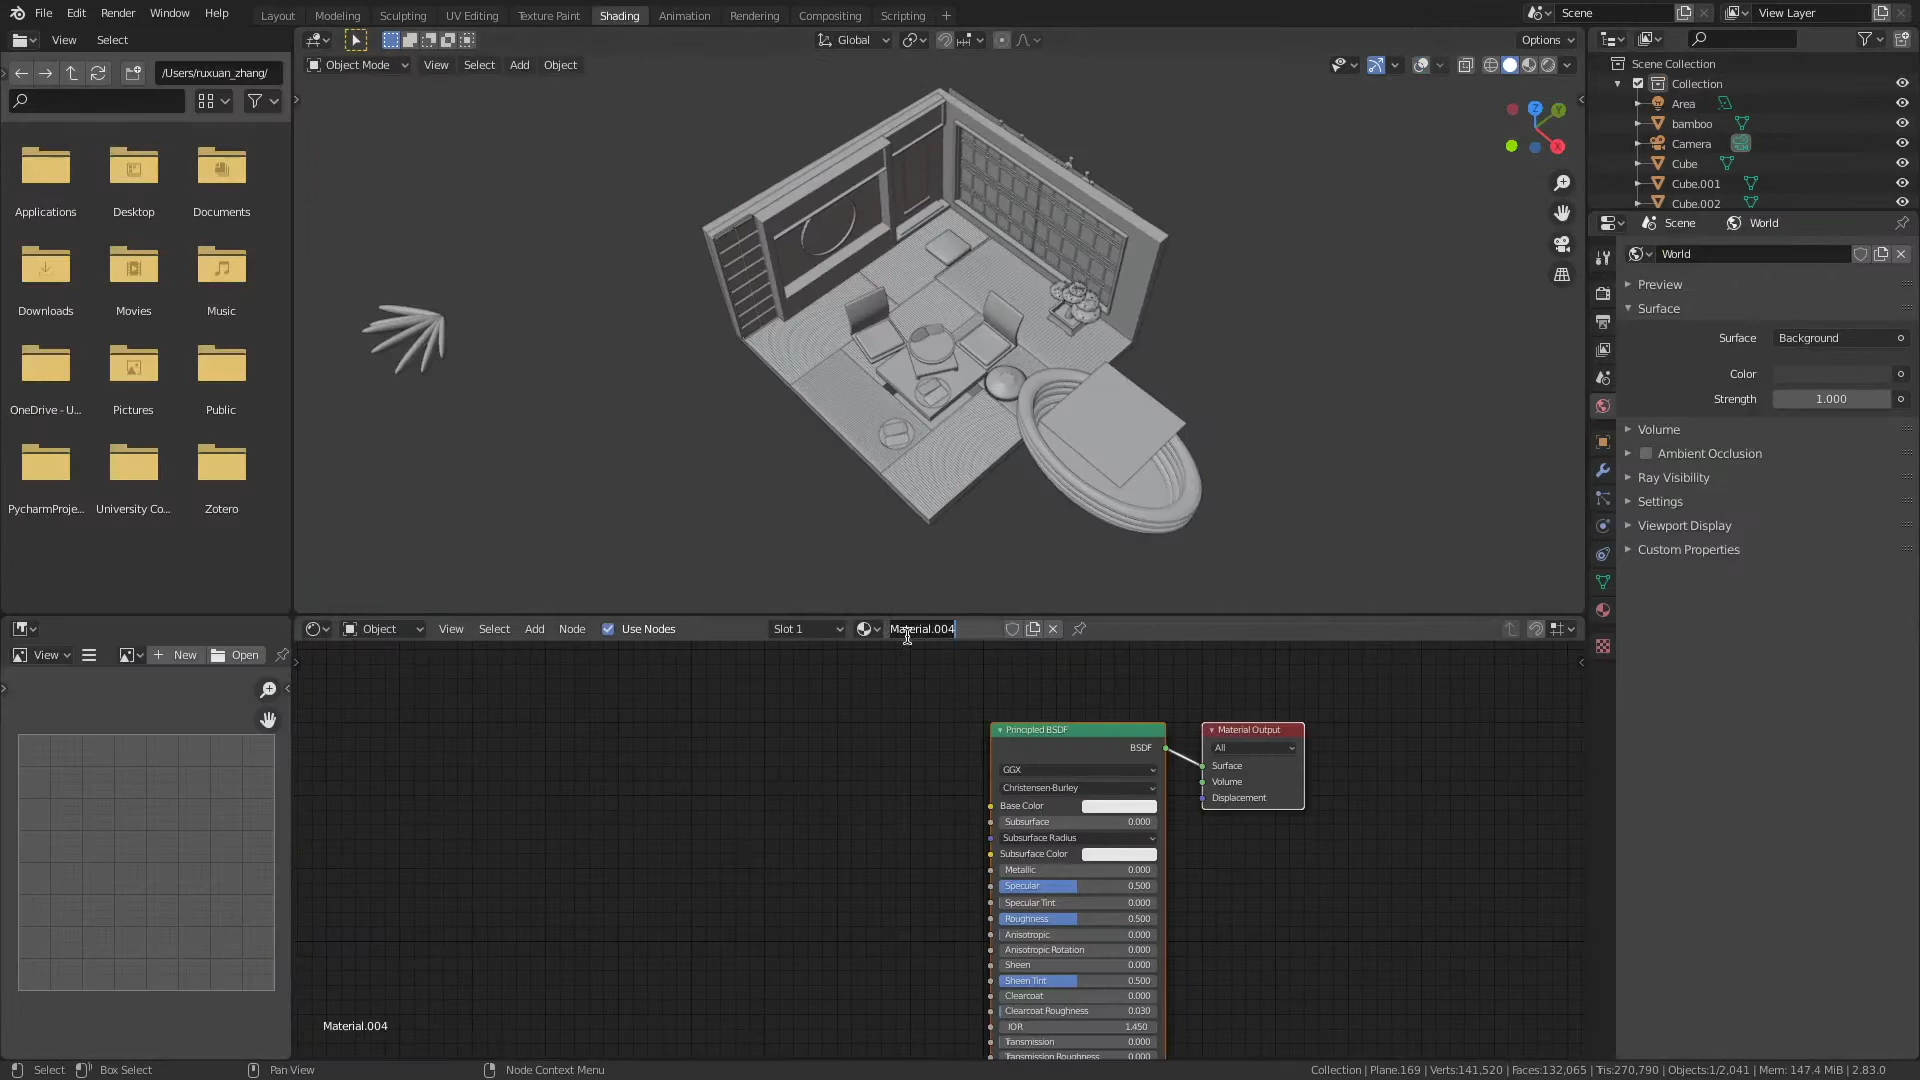 File Edit Render Window Help
Layout Modeling Sculpting UV Editing Texture Paint Shading Animation Rendering Compositing Scripting +
Scene
View Layer
View Select
/Users/ruxuan_zhang/
Applications Desktop Documents
Downloads Movies Music
OneDrive - U... Pictures Public
PycharmProje... University Co... Zotero
Global
Options
Object Mode View Select Add Object
Z
Y
X
Scene Collection
Collection
Area
bamboo
Camera
Cube
Cube.001
Cube.002
Scene World
World
Preview
Surface
Surface Background
Color
Strength 1.000
Volume
Ambient Occlusion
Ray Visibility
Settings
Viewport Display
Custom Properties
View New Open
Object View Select Add Node Use Nodes Slot 1 Material.004
Principled BSDF
BSDF
GGX
Christensen-Burley
Base Color
Subsurface 0.000
Subsurface Radius
Subsurface Color
Metallic 0.000
Specular 0.500
Specular Tint 0.000
Roughness 0.500
Anisotropic 0.000
Anisotropic Rotation 0.000
Sheen 0.000
Sheen Tint 0.500
Clearcoat 0.000
Clearcoat Roughness 0.030
IOR 1.450
Transmission 0.000
Transmission Roughness 0.000
Material Output
All
Surface
Volume
Displacement
Material.004
Select Box Select Pan View Node Context Menu
Collection | Plane.169 | Verts:141,520 | Faces:132,065 | Tris:270,790 | Objects:1/2,041 | Mem: 147.4 MiB | 2.83.0